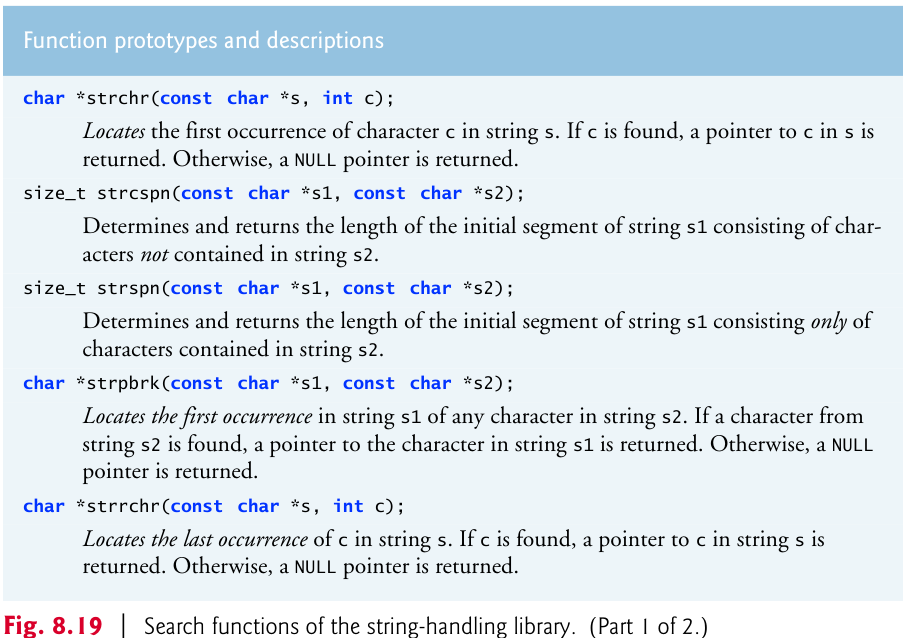 Function prototypes and descriptions
char *strchr(const char *s, int c);
Locates the first occurrence of character c in string s. If c is found, a pointer to c in s is
returned. Otherwise, a NULL pointer is returned.
size_t strcspn(const char *s1, const char *s2);
Determines and returns the length of the initial segment of string s1 consisting of char-
acters not contained in string s2.
size_t strspn(const char *s1, const char *s2);
Determines and returns the length of the initial segment of string s1 consisting only of
characters contained in string s2.
char *strpbrk(const char *s1, const char *s2);
Locates the first occurrence in string s1 of any character in string s2. If a character from
string s2 is found, a pointer to the character in string s1 is returned. Otherwise, a NULL
pointer is returned.
char *strrchr(const char *s, int c);
Locates the last occurrence of c in string s. If c is found, a pointer to c in string s is
returned. Otherwise, a NULL pointer is returned.
Fig. 8.19 | Search functions of the string-handling library. (Part 1 of 2.)